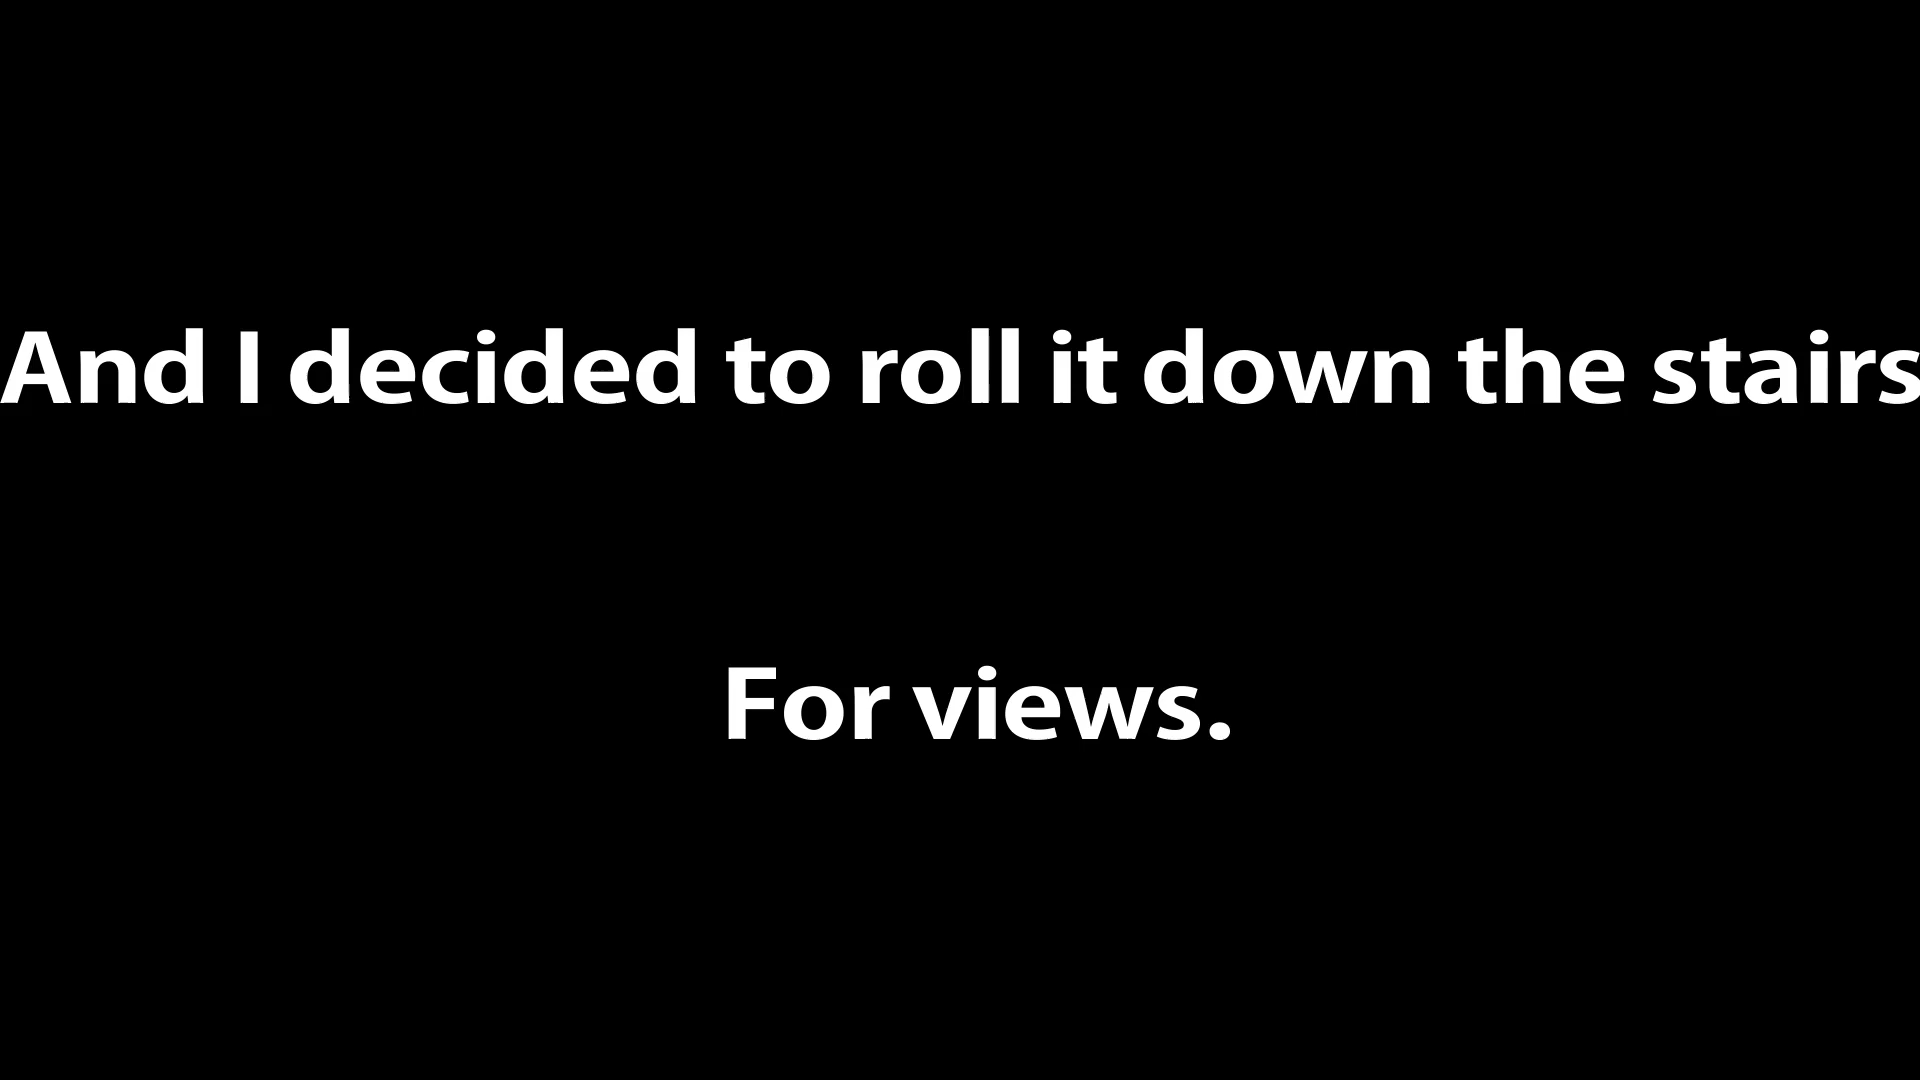 And I decided to roll it down the stairs
For views.